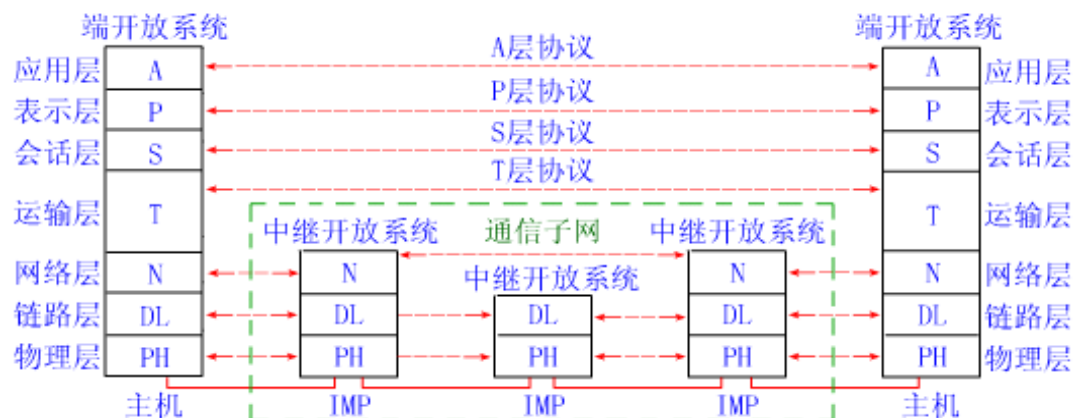 端开放系统 端开放系统
A层协议
应用层 A A 应用层
P层协议
表示层 P P 表示层
S层协议
会话层 S S 会话层
T层协议
运输层 T T 运输层
中继开放系统 通信子网 中继开放系统
网络层 N N N 网络层
中继开放系统
链路层 DL DL DL DL DL 链路层
物理层 PH PH PH PH PH 物理层
主机 IMP IMP IMP 主机